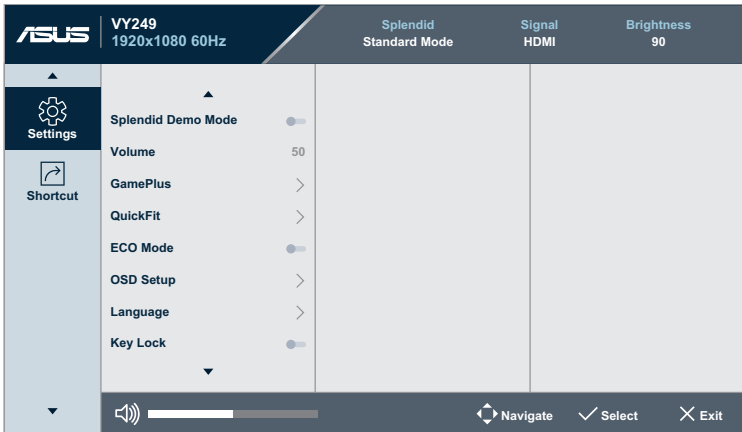 ASUS
VY249
1920x1080 60Hz
Splendid
Standard Mode
Signal
HDMI
Brightness
90
Settings
Shortcut
Splendid Demo Mode
Volume 50
GamePlus
QuickFit
ECO Mode
OSD Setup
Language
Key Lock
Navigate Select Exit